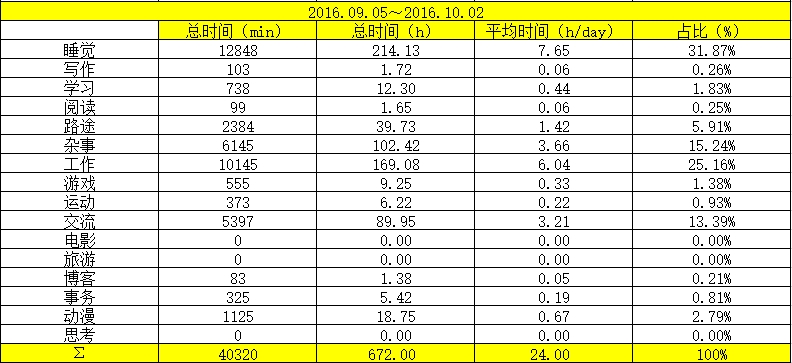 2016.09.05～2016.10.02
总时间（min） 总时间（h） 平均时间（h/day） 占比（%）
睡觉 12848 214.13 7.65 31.87%
写作 103 1.72 0.06 0.26%
学习 738 12.30 0.44 1.83%
阅读 99 1.65 0.06 0.25%
路途 2384 39.73 1.42 5.91%
杂事 6145 102.42 3.66 15.24%
工作 10145 169.08 6.04 25.16%
游戏 555 9.25 0.33 1.38%
运动 373 6.22 0.22 0.93%
交流 5397 89.95 3.21 13.39%
电影 0 0.00 0.00 0.00%
旅游 0 0.00 0.00 0.00%
博客 83 1.38 0.05 0.21%
事务 325 5.42 0.19 0.81%
动漫 1125 18.75 0.67 2.79%
思考 0 0.00 0.00 0.00%
Σ 40320 672.00 24.00 100%